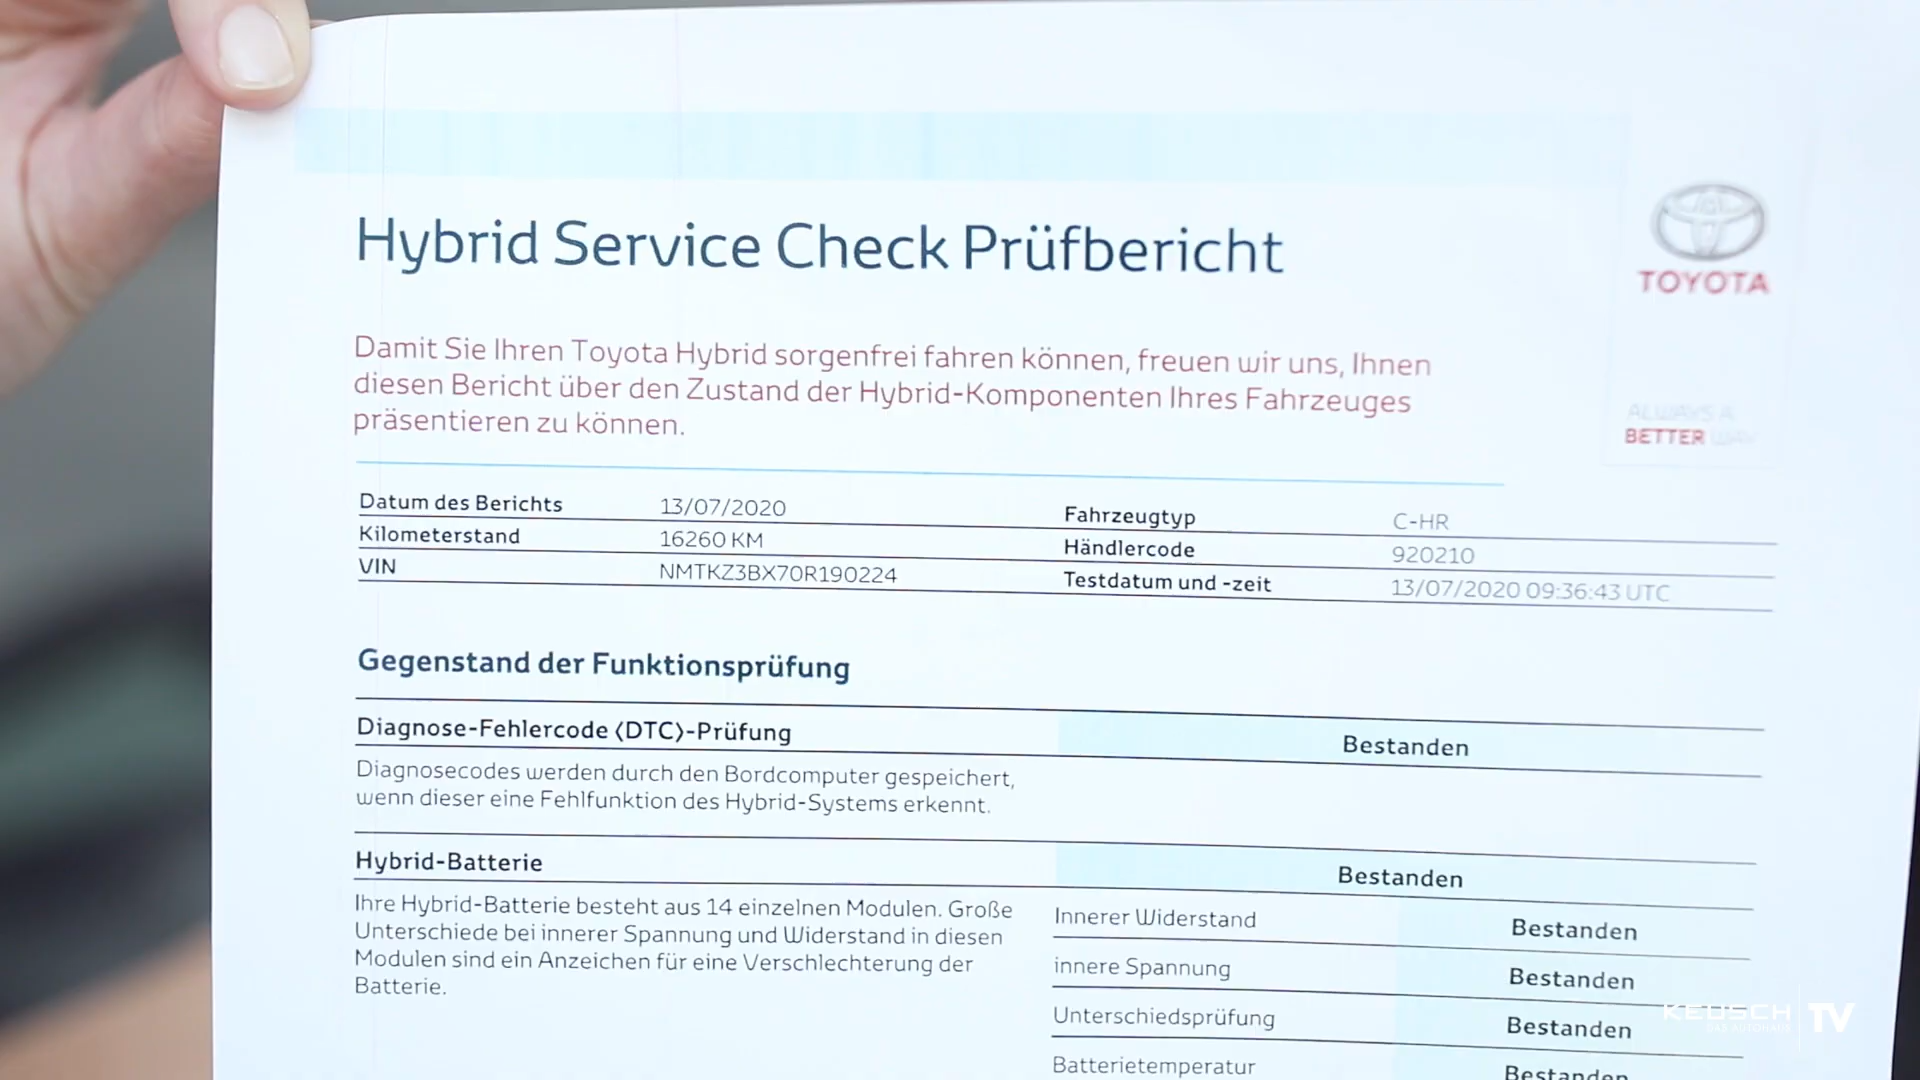 Hybrid Service Check Prüfbericht
TOYOTA
Damit Sie Ihren Toyota Hybrid sorgenfrei fahren können, freuen wir uns, Ihnen
diesen Bericht über den Zustand der Hybrid-Komponenten Ihres Fahrzeuges
präsentieren zu können.
ALWAYS A
BETTER WAY
Datum des Berichts 13/07/2020 Fahrzeugtyp C-HR
Kilometerstand 16260 KM Händlercode 920210
VIN NMTKZ3BX70R190224 Testdatum und -zeit 13/07/2020 09:36:43 UTC
Gegenstand der Funktionsprüfung
Diagnose-Fehlercode (DTC)-Prüfung Bestanden
Diagnosecodes werden durch den Bordcomputer gespeichert,
wenn dieser eine Fehlfunktion des Hybrid-Systems erkennt.
Hybrid-Batterie Bestanden
Ihre Hybrid-Batterie besteht aus 14 einzelnen Modulen. Große
Unterschiede bei innerer Spannung und Widerstand in diesen
Modulen sind ein Anzeichen für eine Verschlechterung der
Batterie.
Innerer Widerstand Bestanden
innere Spannung Bestanden
Unterschiedsprüfung Bestanden
Batterietemperatur Bestanden
KEUSCH
DAS AUTOHAUS
TV